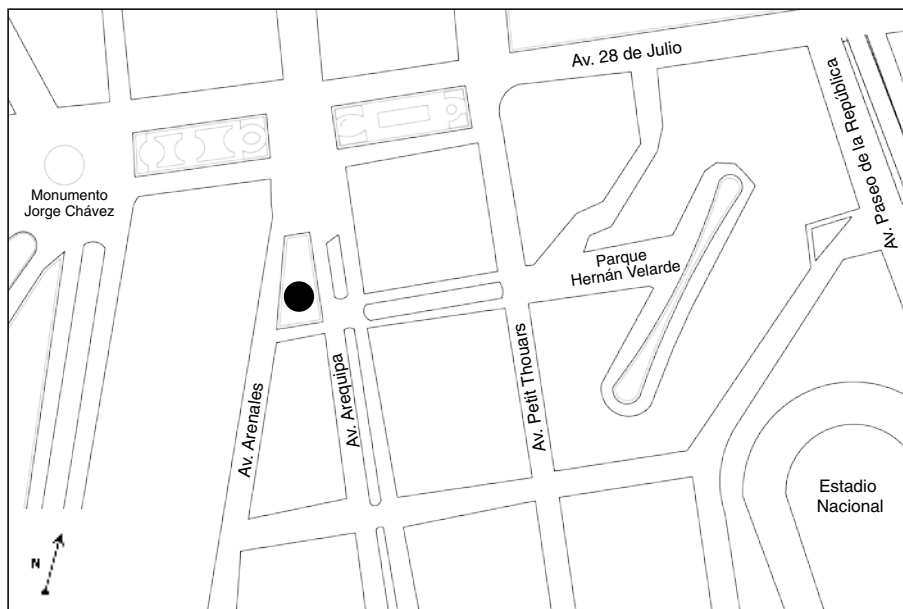 Av. 28 de Julio
Av. Paseo de la República
Monumento
Jorge Chávez
Parque
Hernán Velarde
Av. Arenales
Av. Arequipa
Av. Petit Thouars
Estadio
Nacional
N